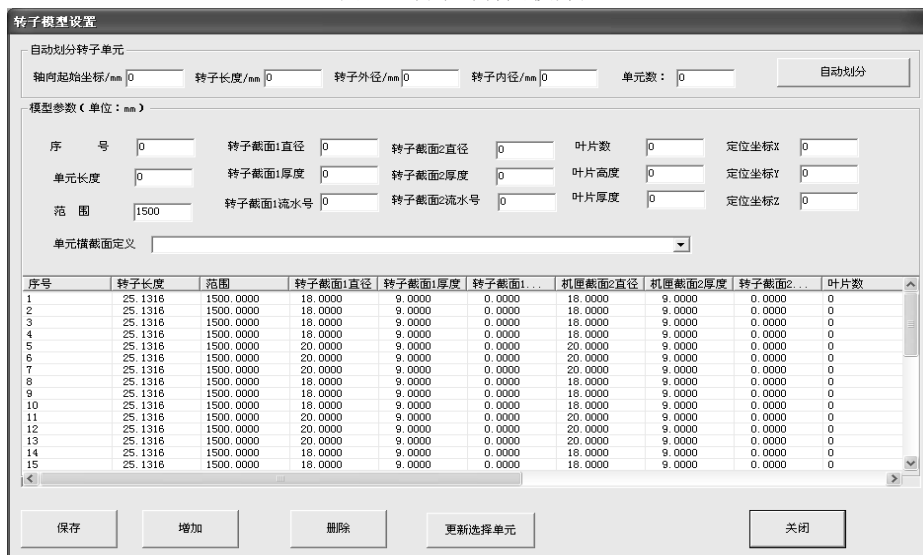 转子模型设置
自动划分转子单元
轴向起始坐标/mm 0 转子长度/mm 0 转子外径/mm 0 转子内径/mm 0 单元数： 0 自动划分
模型参数(单位：mm)
序 号 0 转子截面1直径 0 转子截面2直径 0 叶片数 0 定位坐标X 0
单元长度 0 转子截面1厚度 0 转子截面2厚度 0 叶片高度 0 定位坐标Y 0
范 围 1500 转子截面1流水号 0 转子截面2流水号 0 叶片厚度 0 定位坐标Z 0
单元横截面定义
序号 转子长度 范围 转子截面1直径 转子截面1厚度 转子截面1... 机匣截面2直径 机匣截面2厚度 转子截面2... 叶片数
1 25.1316 1500.0000 18.0000 9.0000 0.0000 18.0000 9.0000 0.0000 0
2 25.1316 1500.0000 18.0000 9.0000 0.0000 18.0000 9.0000 0.0000 0
3 25.1316 1500.0000 18.0000 9.0000 0.0000 18.0000 9.0000 0.0000 0
4 25.1316 1500.0000 18.0000 9.0000 0.0000 18.0000 9.0000 0.0000 0
5 25.1316 1500.0000 20.0000 9.0000 0.0000 20.0000 9.0000 0.0000 0
6 25.1316 1500.0000 20.0000 9.0000 0.0000 20.0000 9.0000 0.0000 0
7 25.1316 1500.0000 20.0000 9.0000 0.0000 20.0000 9.0000 0.0000 0
8 25.1316 1500.0000 18.0000 9.0000 0.0000 18.0000 9.0000 0.0000 0
9 25.1316 1500.0000 18.0000 9.0000 0.0000 18.0000 9.0000 0.0000 0
10 25.1316 1500.0000 18.0000 9.0000 0.0000 18.0000 9.0000 0.0000 0
11 25.1316 1500.0000 20.0000 9.0000 0.0000 20.0000 9.0000 0.0000 0
12 25.1316 1500.0000 20.0000 9.0000 0.0000 20.0000 9.0000 0.0000 0
13 25.1316 1500.0000 20.0000 9.0000 0.0000 20.0000 9.0000 0.0000 0
14 25.1316 1500.0000 18.0000 9.0000 0.0000 18.0000 9.0000 0.0000 0
15 25.1316 1500.0000 18.0000 9.0000 0.0000 18.0000 9.0000 0.0000 0
保存 增加 删除 更新选择单元 关闭